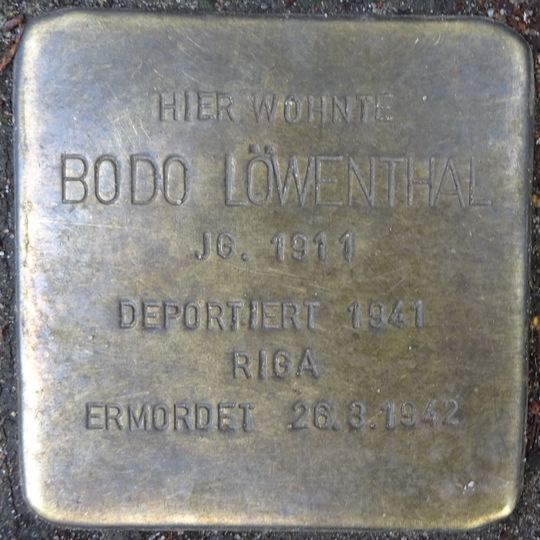 HIER WOHNTE
BODO LÖWENTHAL
JG. 1911
DEPORTIERT 1941
RIGA
ERMORDET 26.3.1942